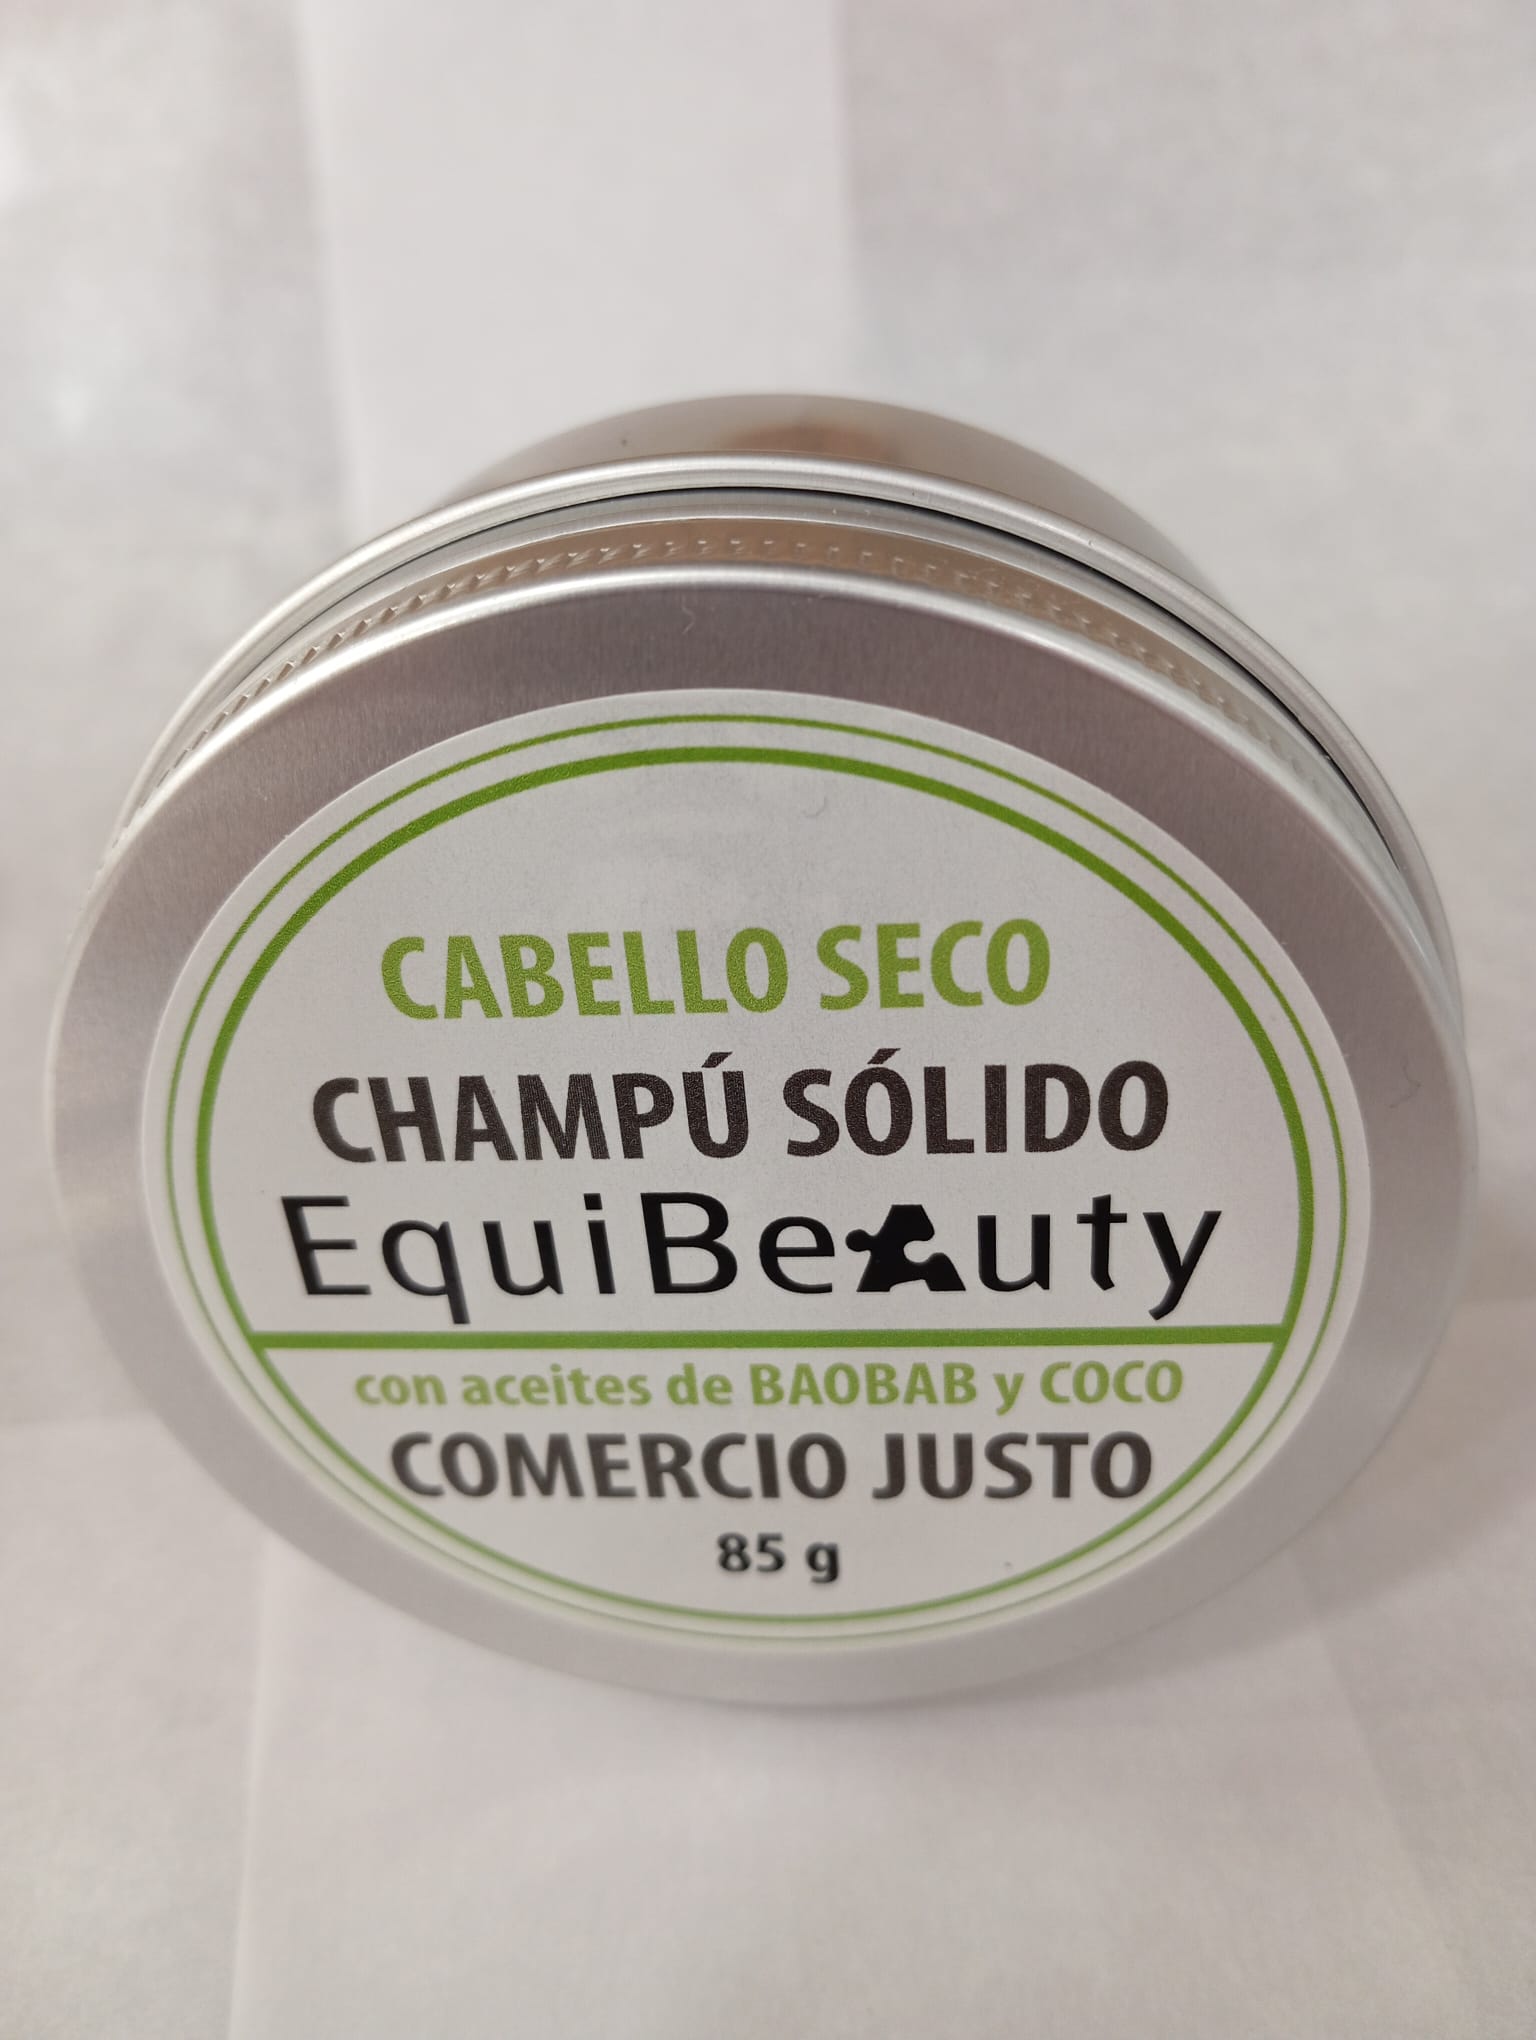 CABELLO SECO
CHAMPÚ SÓLIDO
EquiBeauty
con aceites de BAOBAB y COCO
COMERCIO JUSTO
85 g